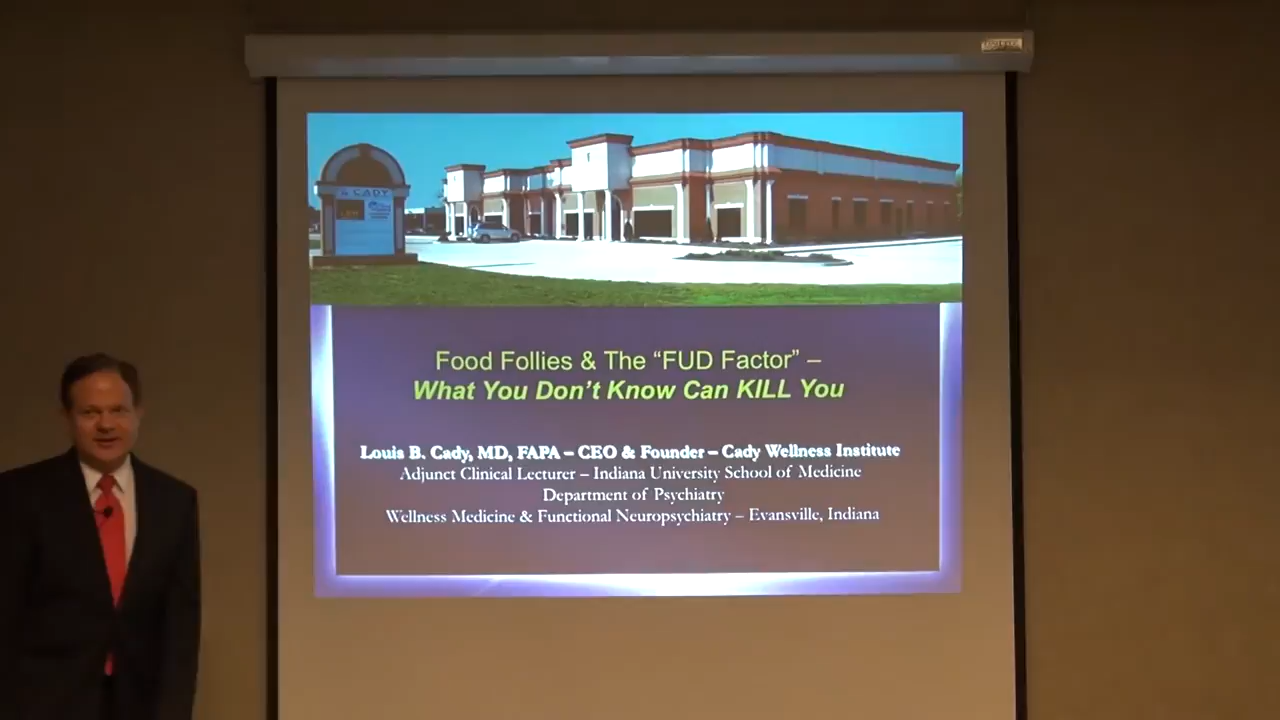 CADY
Food Follies & The “FUD Factor” –
What You Don’t Know Can KILL You
Louis B. Cady, MD, FAPA – CEO & Founder – Cady Wellness Institute
Adjunct Clinical Lecturer – Indiana University School of Medicine
Department of Psychiatry
Wellness Medicine & Functional Neuropsychiatry – Evansville, Indiana